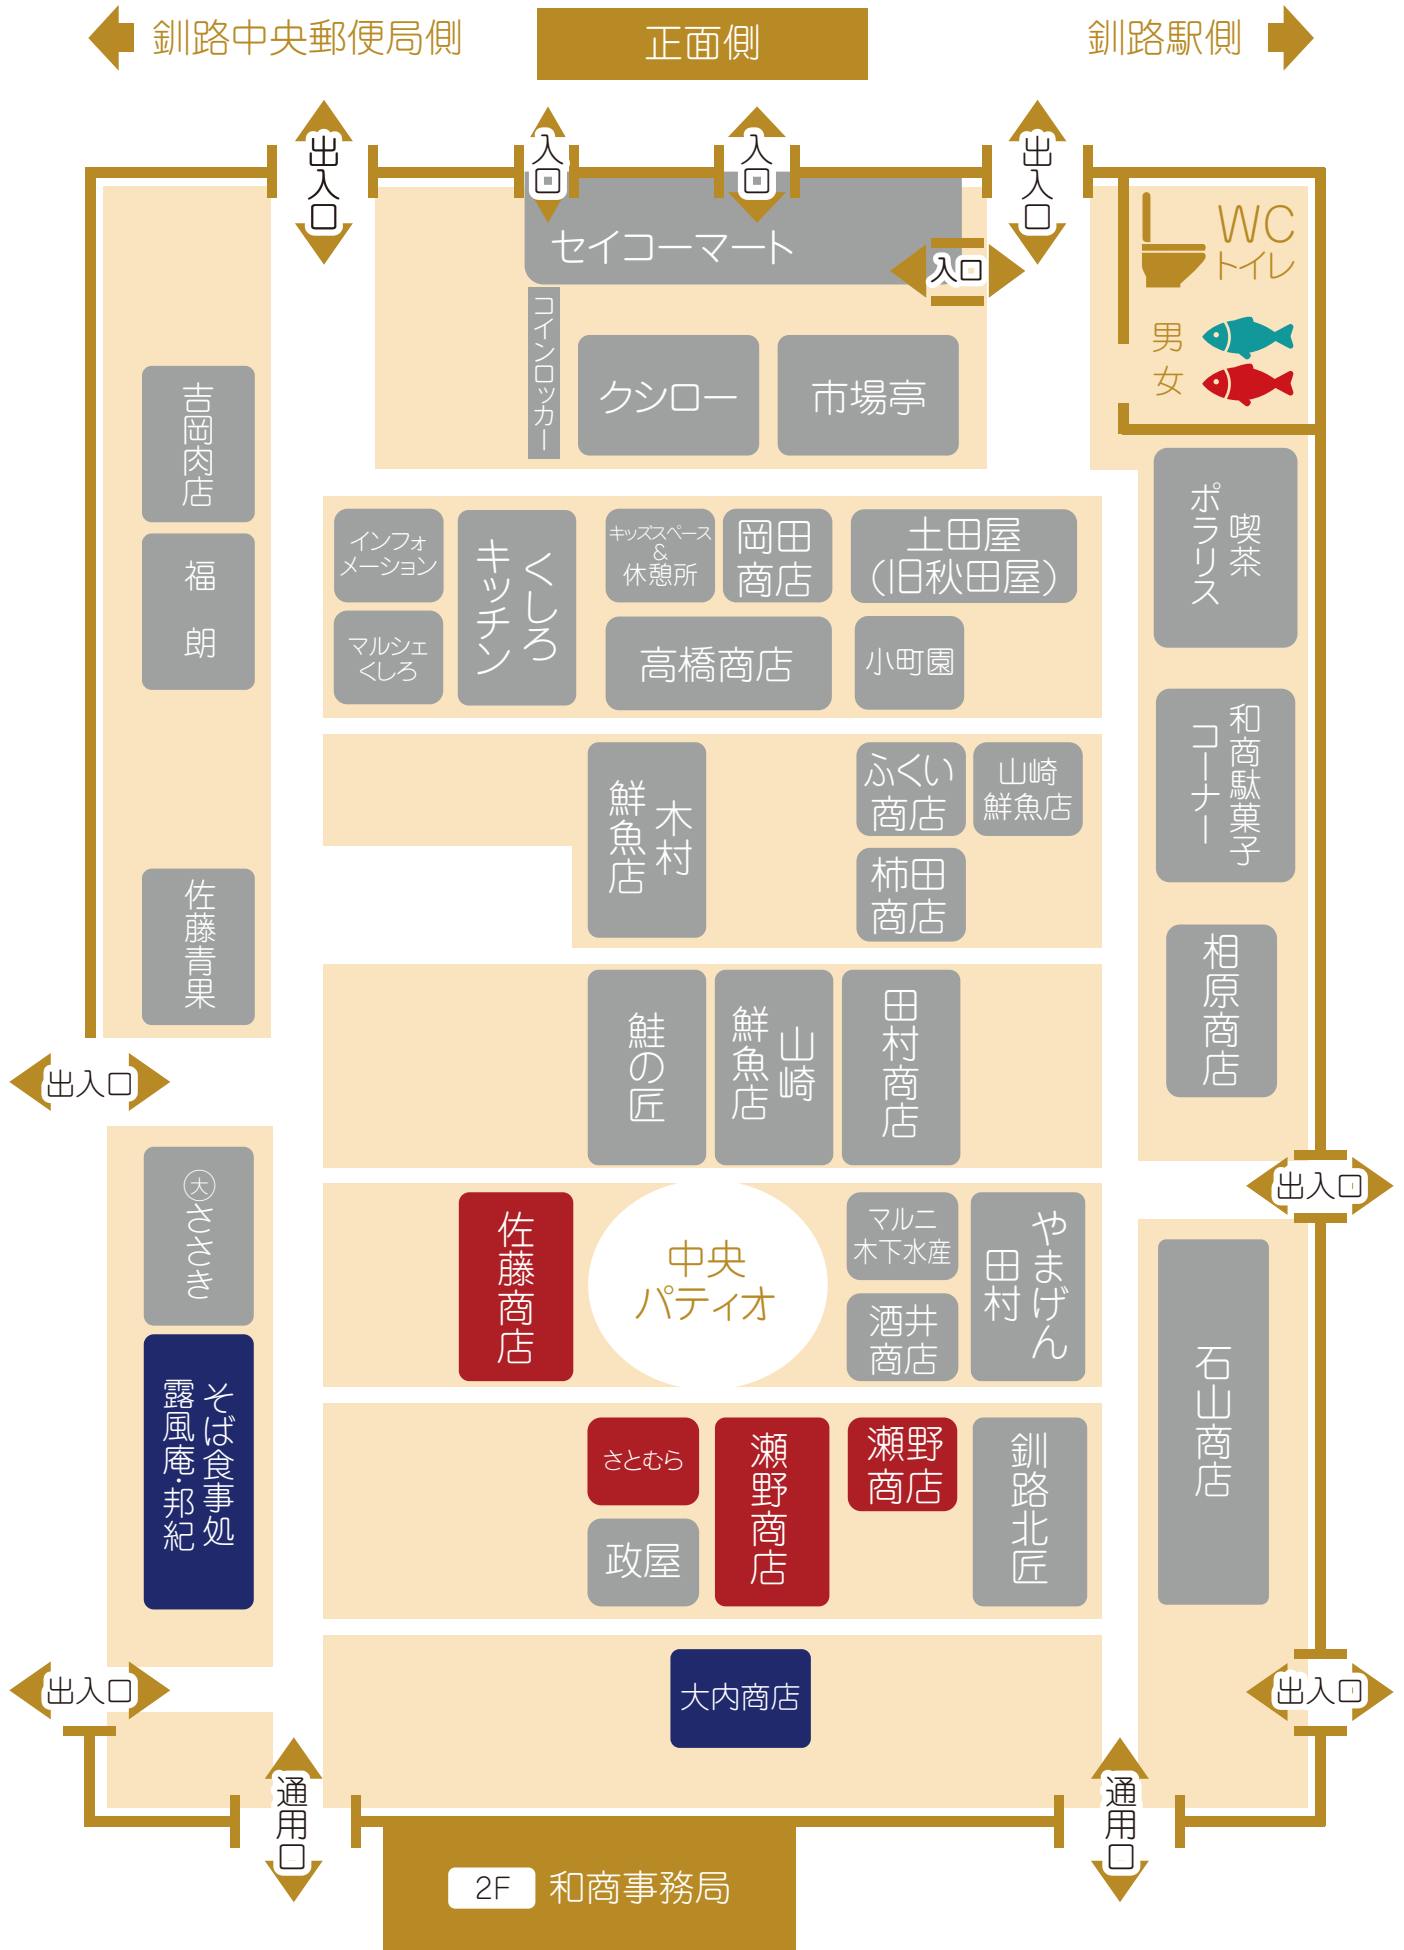 釧路中央郵便局側
正面側
釧路駅側
出入口
入口
入口
出入口
WC
トイレ
セイコーマート
入口
コインロッカー
男
女
クシロー
市場亭
吉岡肉店
福朗
インフォ
メーション
くしろ
キッチン
キッズスペース
&
休憩所
岡田
商店
土田屋
(旧秋田屋)
喫茶
ポラリス
マルシェ
くしろ
高橋商店
小町園
和商駄菓子
コーナー
木村
鮮魚店
ふくい
商店
山崎
鮮魚店
柿田
商店
佐藤青果
相原商店
鮭の匠
山崎
鮮魚店
田村商店
出入口
出入口
㊛ささき
佐藤商店
中央
パティオ
マルニ
木下水産
酒井
商店
やまげん
田村
石山商店
そば食事処
露風庵・邦紀
さとむら
政屋
瀬野商店
瀬野
商店
釧路北匠
出入口
大内商店
出入口
通用口
通用口
2F
和商事務局